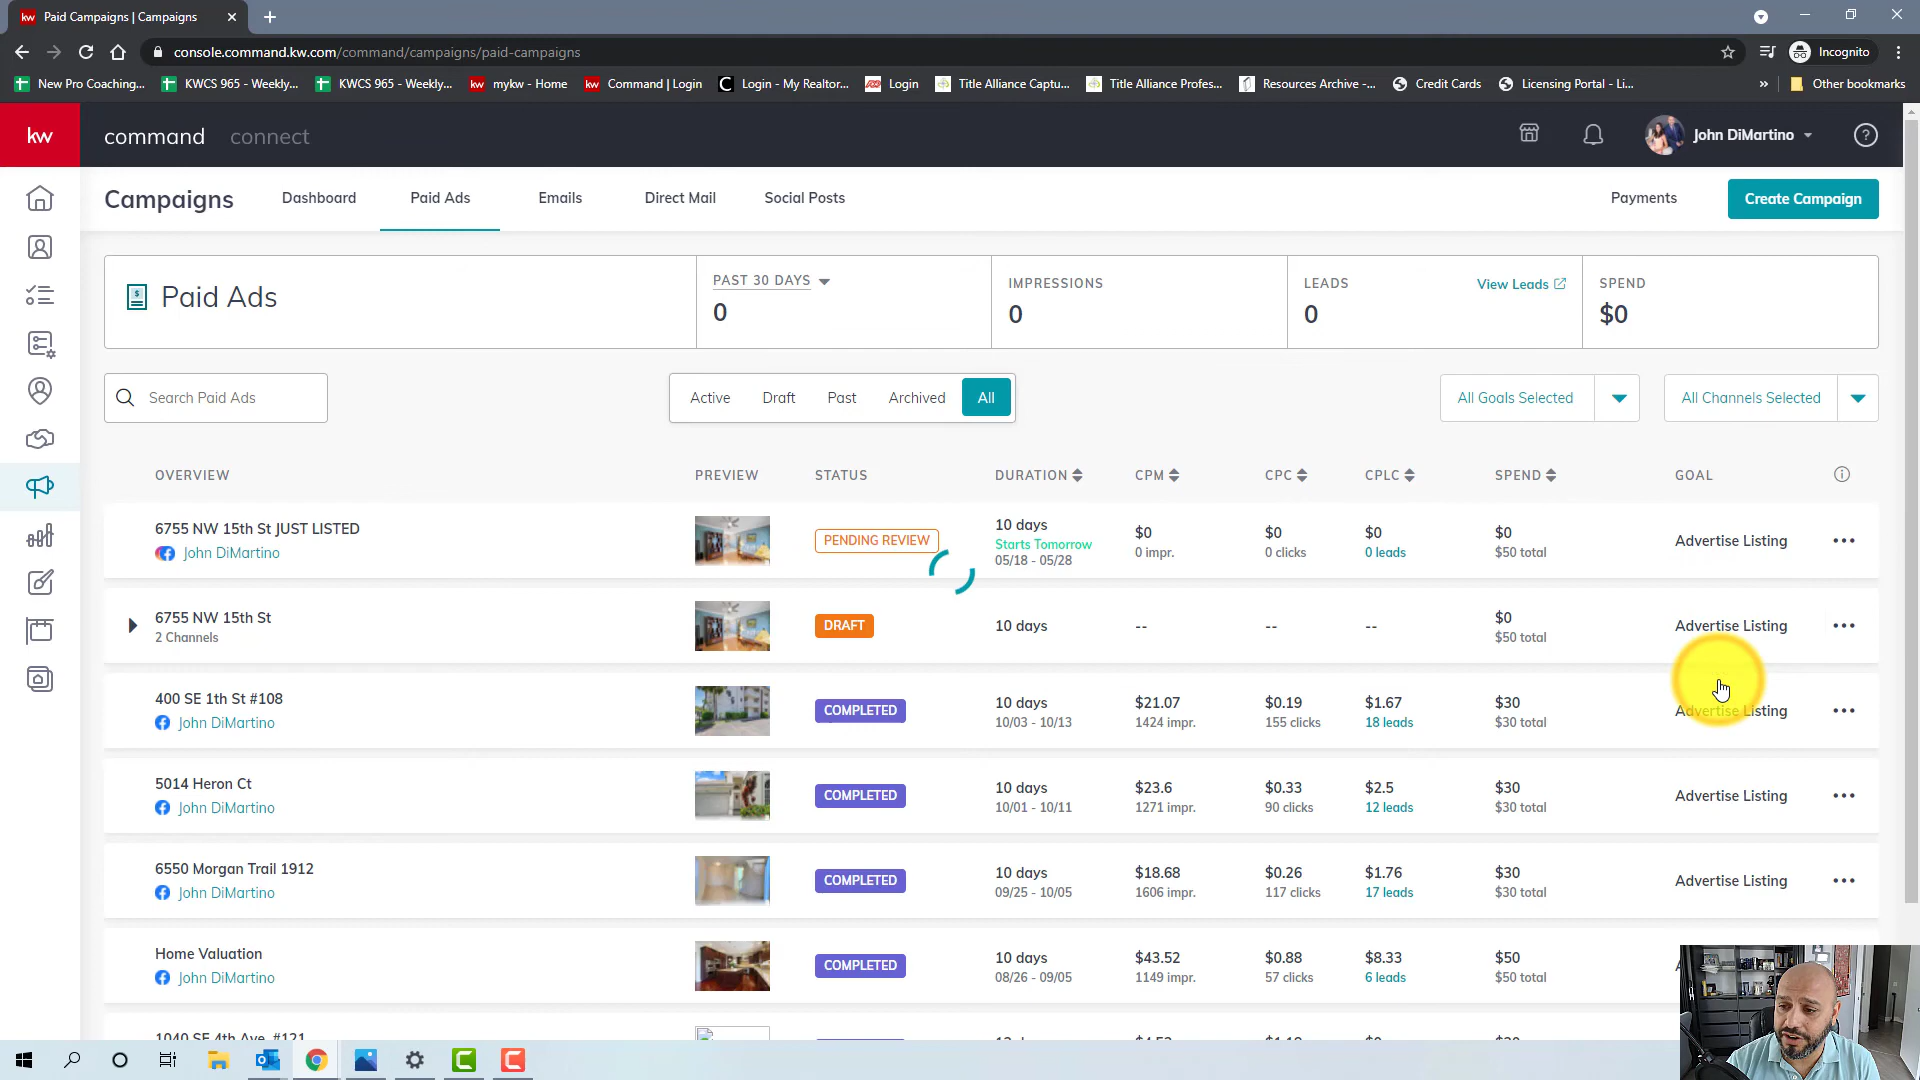 kw Paid Campaigns | Campaigns
console.command.kw.com/command/campaigns/paid-campaigns
Incognito
New Pro Coaching... KWCS 965 - Weekly... KWCS 965 - Weekly... kw mykw - Home kw Command | Login Login - My Realtor... Login Title Alliance Captu... Title Alliance Profes... Resources Archive -... Credit Cards Licensing Portal - Li... » Other bookmarks
kw command connect John DiMartino
Campaigns Dashboard Paid Ads Emails Direct Mail Social Posts Payments Create Campaign
Paid Ads
PAST 30 DAYS
0
IMPRESSIONS
0
LEADS View Leads
0
SPEND
$0
Search Paid Ads Active Draft Past Archived All All Goals Selected All Channels Selected
OVERVIEW PREVIEW STATUS DURATION CPM CPC CPLC SPEND GOAL
6755 NW 15th St JUST LISTED
John DiMartino
PENDING REVIEW
10 days
Starts Tomorrow
05/18 - 05/28
$0
0 impr.
$0
0 clicks
$0
0 leads
$0
$50 total
Advertise Listing
6755 NW 15th St
2 Channels
DRAFT
10 days
--
--
--
$0
$50 total
Advertise Listing
400 SE 1th St #108
John DiMartino
COMPLETED
10 days
10/03 - 10/13
$21.07
1424 impr.
$0.19
155 clicks
$1.67
18 leads
$30
$30 total
Advertise Listing
5014 Heron Ct
John DiMartino
COMPLETED
10 days
10/01 - 10/11
$23.6
1271 impr.
$0.33
90 clicks
$2.5
12 leads
$30
$30 total
Advertise Listing
6550 Morgan Trail 1912
John DiMartino
COMPLETED
10 days
09/25 - 10/05
$18.68
1606 impr.
$0.26
117 clicks
$1.76
17 leads
$30
$30 total
Advertise Listing
Home Valuation
John DiMartino
COMPLETED
10 days
08/26 - 09/05
$43.52
1149 impr.
$0.88
57 clicks
$8.33
6 leads
$50
$50 total
1040 SE 4th Ave. #121